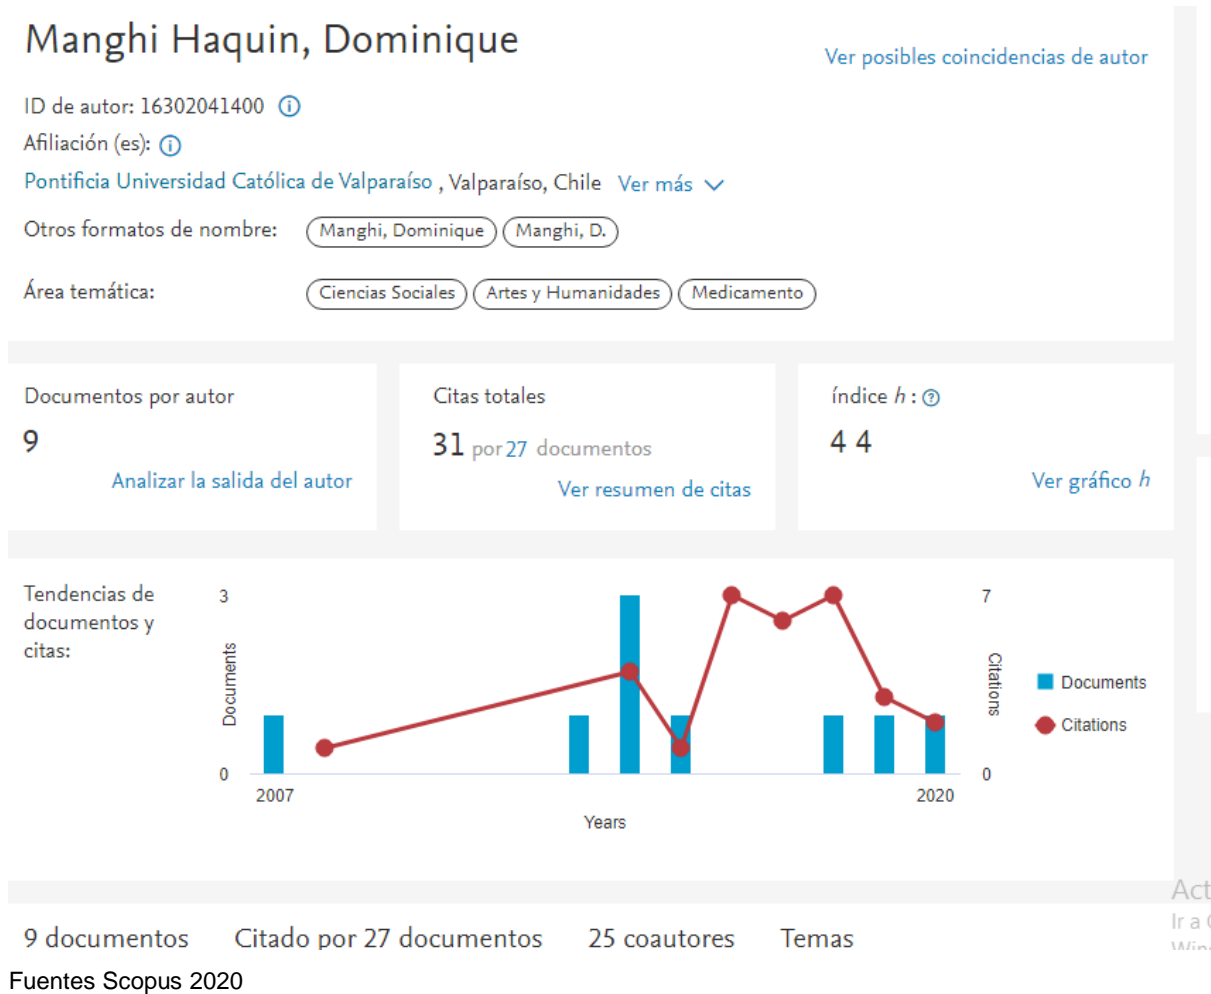 Manghi Haquin, Dominique
Ver posibles coincidencias de autor
ID de autor: 16302041400
Afiliación (es):
Pontificia Universidad Católica de Valparaíso , Valparaíso, Chile Ver más
Otros formatos de nombre: Manghi, Dominique Manghi, D.
Área temática: Ciencias Sociales Artes y Humanidades Medicamento
Documentos por autor
9
Analizar la salida del autor
Citas totales
31 por 27 documentos
Ver resumen de citas
índice h :
4 4
Ver gráfico h
Tendencias de
documentos y
citas:
3
Documents
0
2007
2020
Years
7
Citations
0
Documents
Citations
9 documentos Citado por 27 documentos 25 coautores Temas
Act
Ir a
Fuentes Scopus 2020